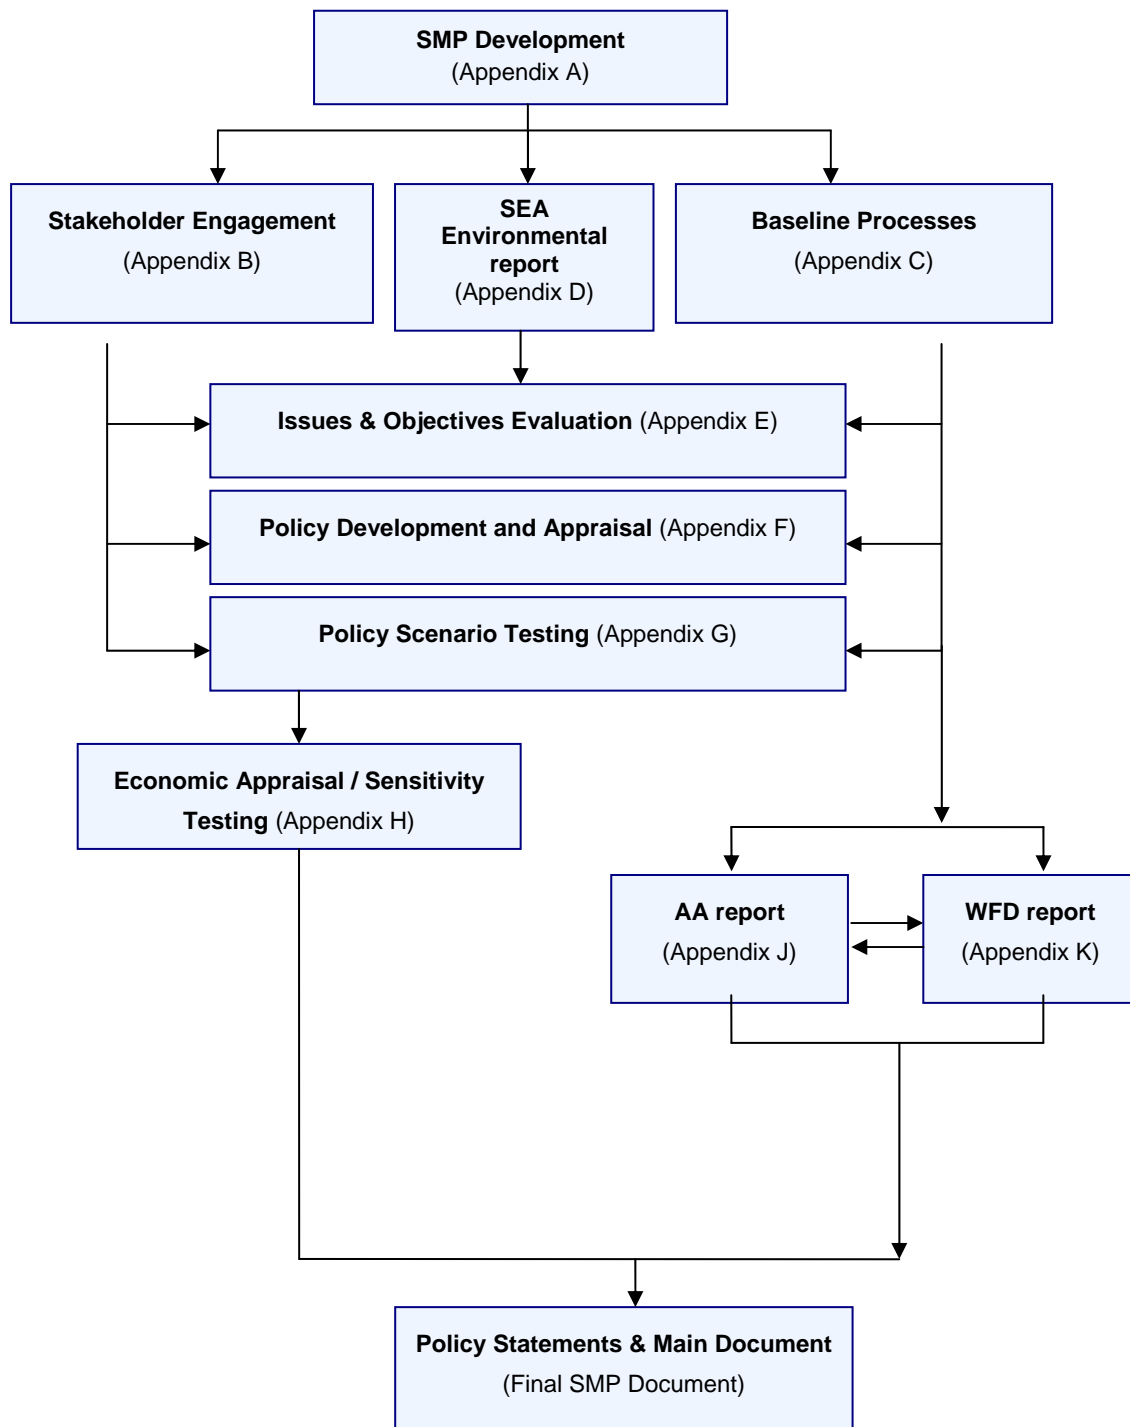 SMP Development
(Appendix A)
Stakeholder Engagement
(Appendix B)
SEA
Environmental
report
(Appendix D)
Baseline Processes
(Appendix C)
Issues & Objectives Evaluation (Appendix E)
Policy Development and Appraisal (Appendix F)
Policy Scenario Testing (Appendix G)
Economic Appraisal / Sensitivity
Testing (Appendix H)
AA report
(Appendix J)
WFD report
(Appendix K)
Policy Statements & Main Document
(Final SMP Document)